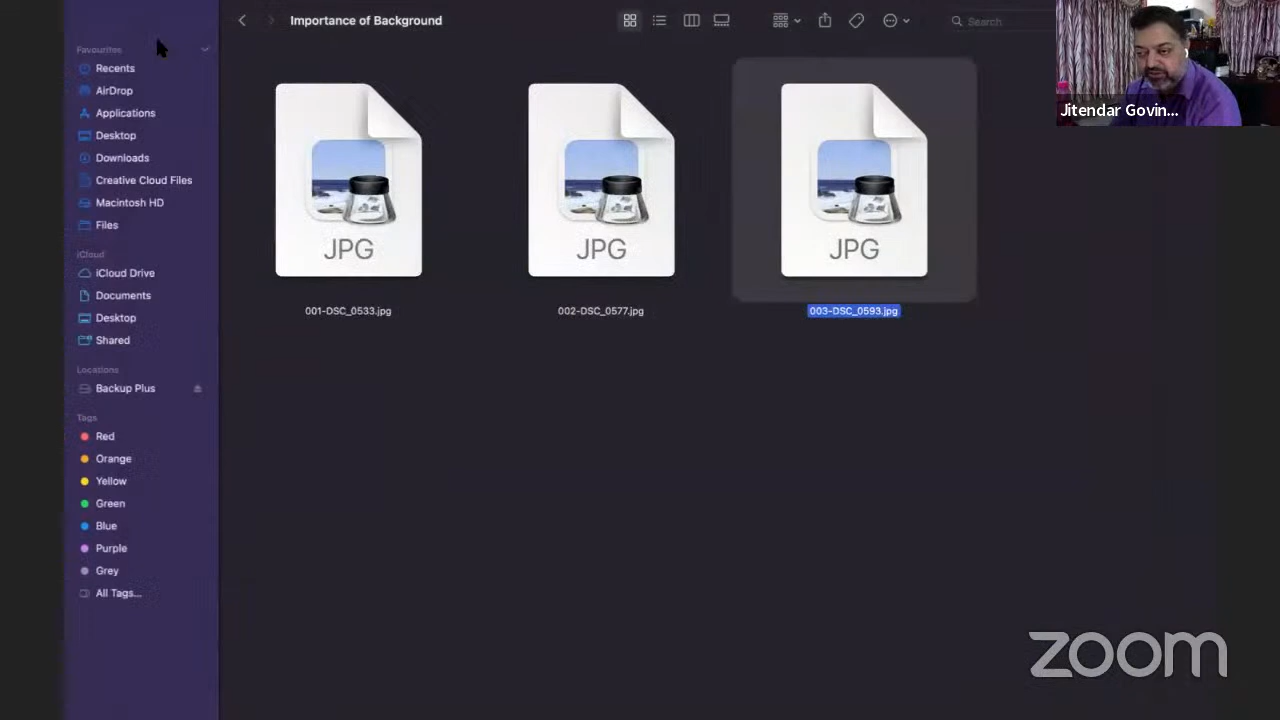 Importance of Background
Search
Jitendar Govin...
Favourites
Recents
AirDrop
Applications
Desktop
Downloads
Creative Cloud Files
Macintosh HD
Files
iCloud
iCloud Drive
Documents
Desktop
Shared
Locations
Backup Plus
Tags
Red
Orange
Yellow
Green
Blue
Purple
Grey
All Tags...
JPG
JPG
JPG
001-DSC_0533.jpg
002-DSC_0577.jpg
003-DSC_0593.jpg
zoom